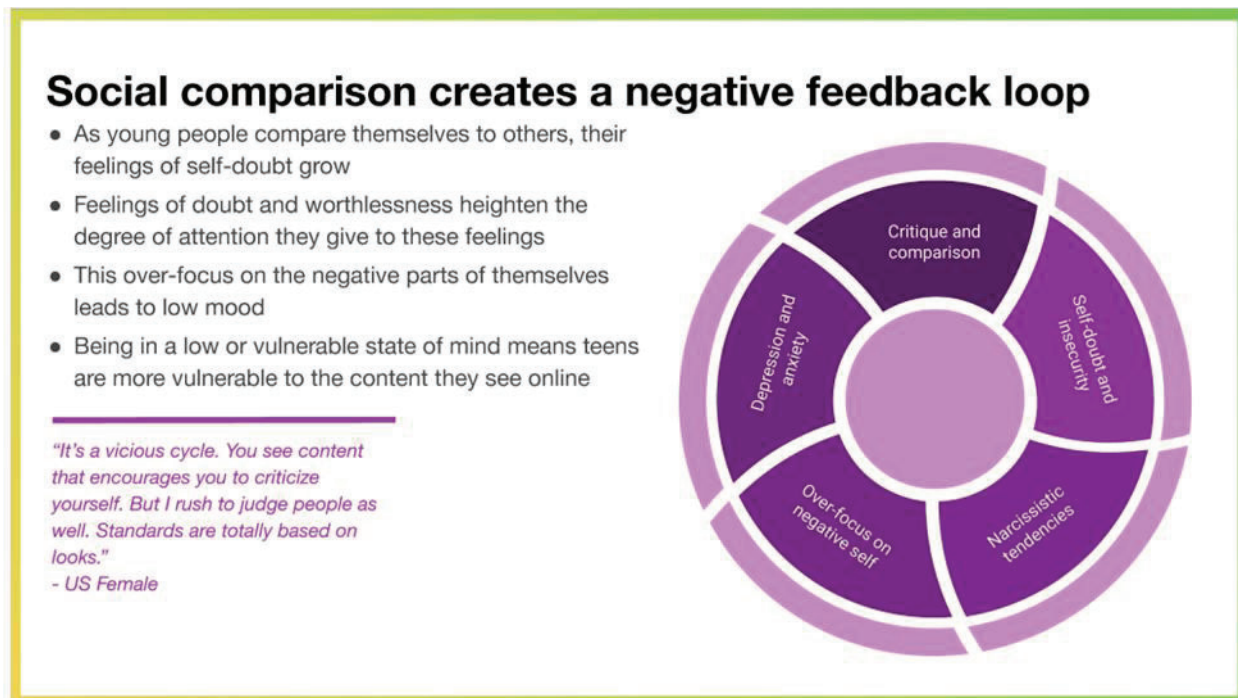 Social comparison creates a negative feedback loop
● As young people compare themselves to others, their
feelings of self-doubt grow
● Feelings of doubt and worthlessness heighten the
degree of attention they give to these feelings
● This over-focus on the negative parts of themselves
leads to low mood
● Being in a low or vulnerable state of mind means teens
are more vulnerable to the content they see online
“It’s a vicious cycle. You see content
that encourages you to criticize
yourself. But I rush to judge people as
well. Standards are totally based on
looks.”
- US Female
Critique and
comparison
Self-doubt and
insecurity
Narcissistic
tendencies
Over-focus on
negative self
Depression and
anxiety